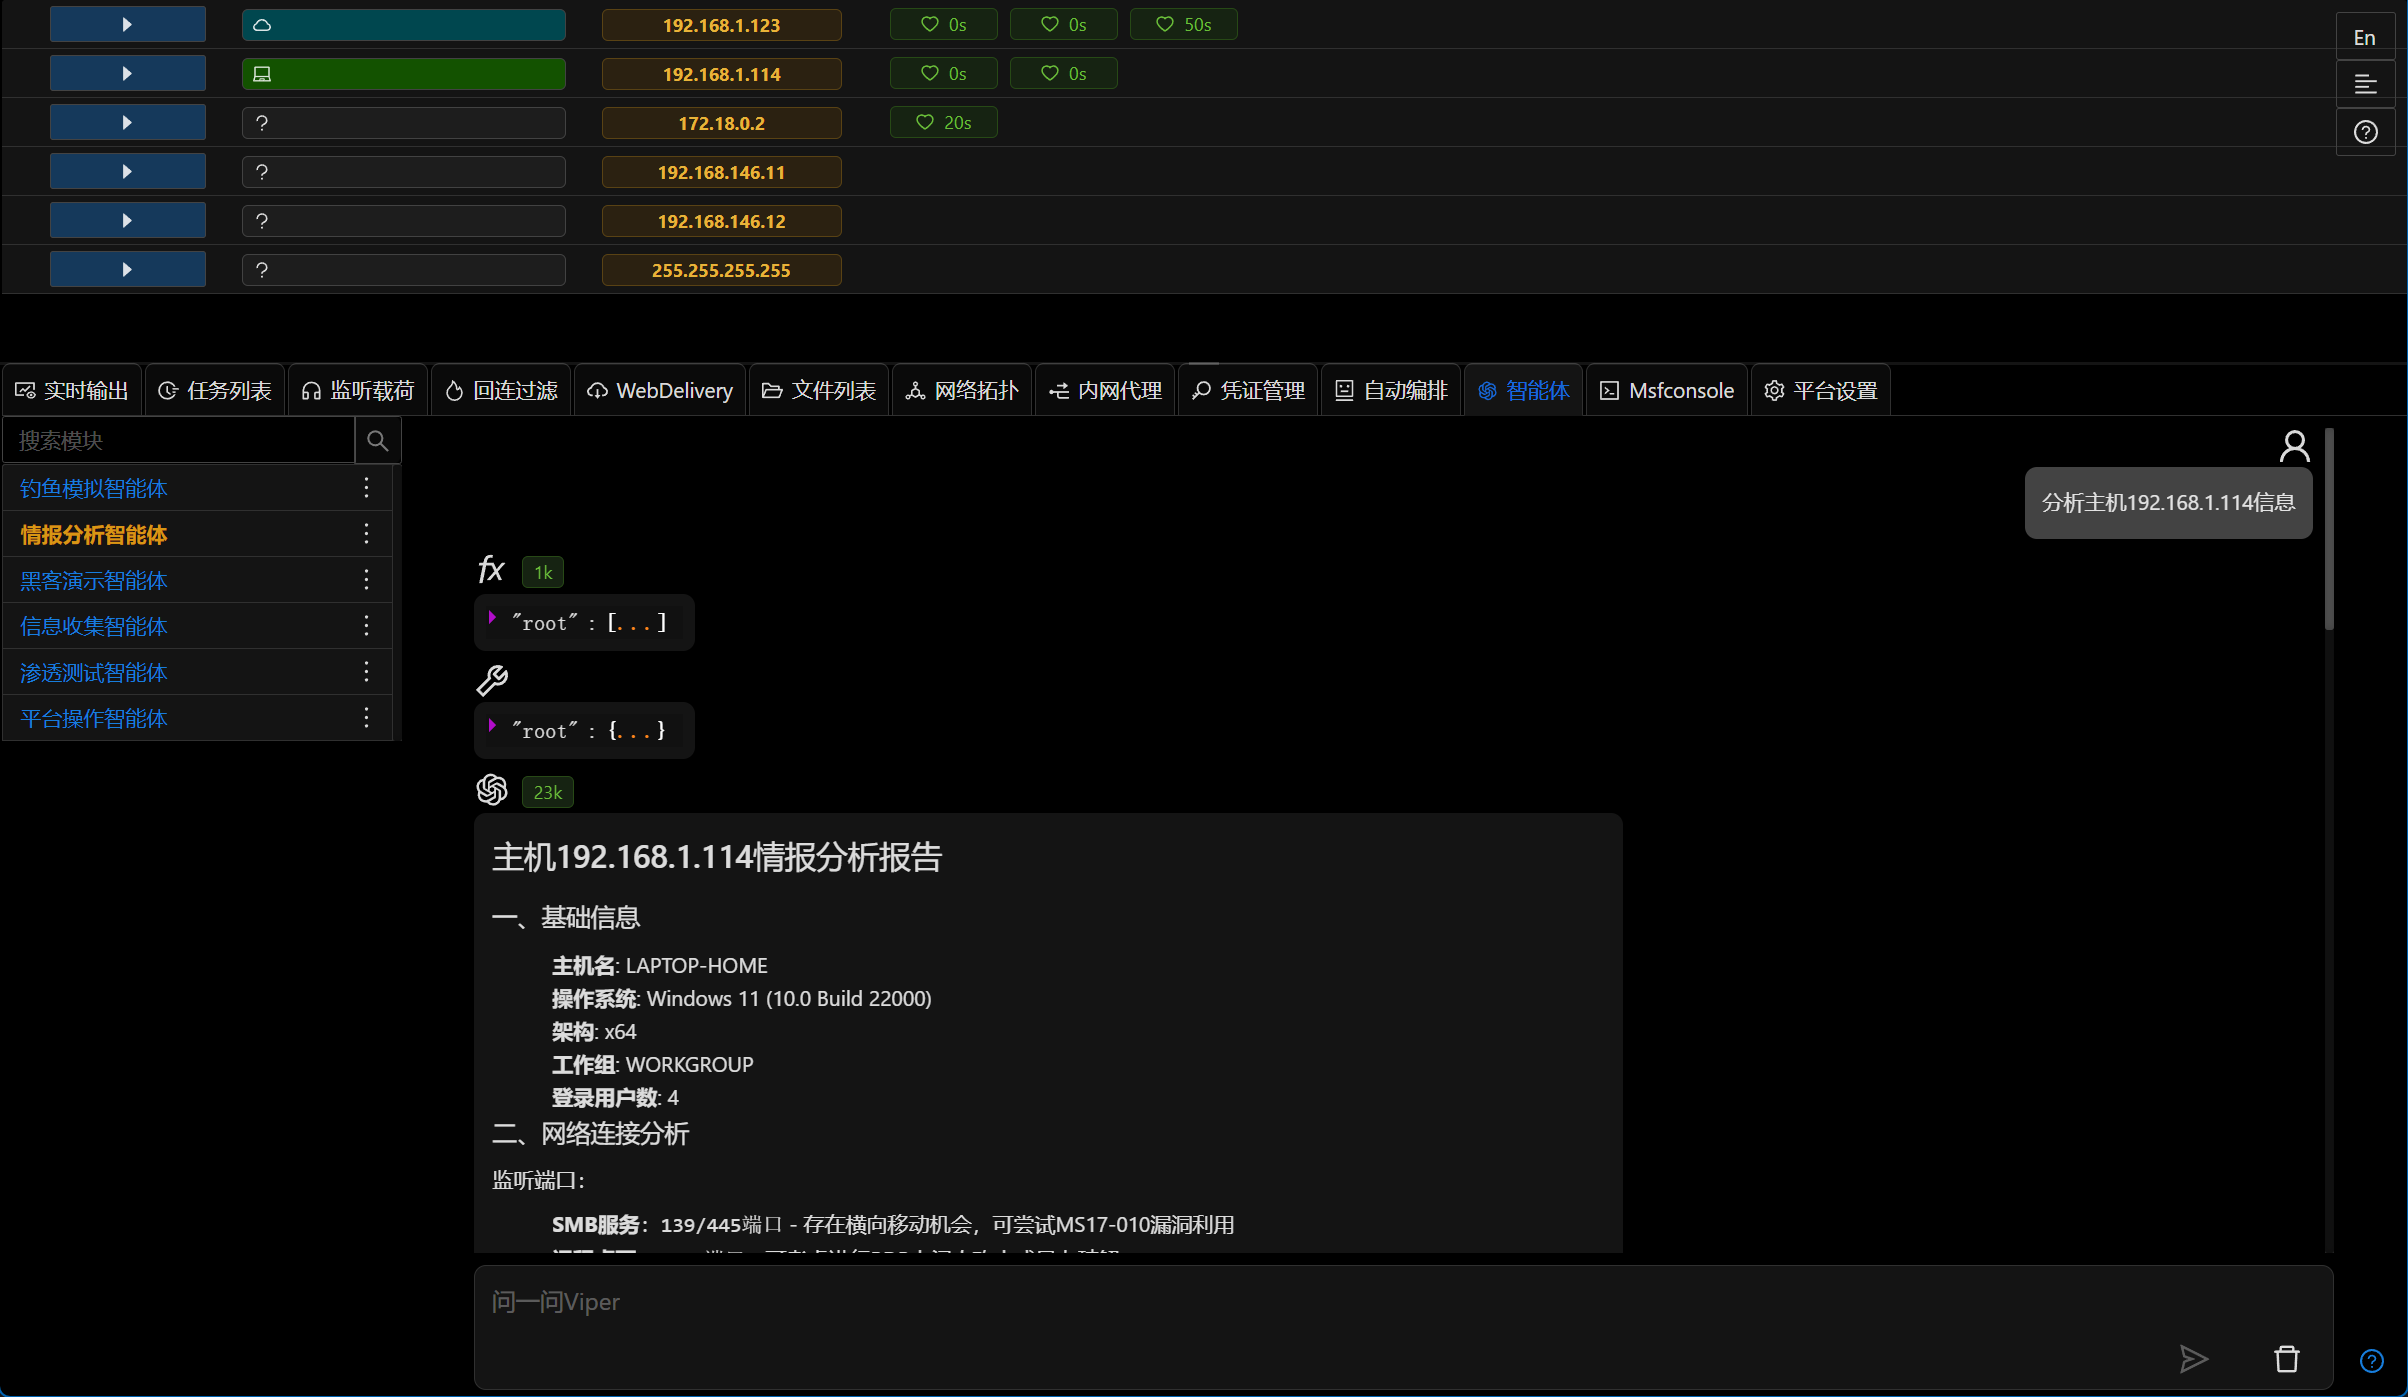 192.168.1.123 0s 0s 50s
En
192.168.1.114 0s 0s
? 172.18.0.2 20s
? 192.168.146.11
? 192.168.146.12
? 255.255.255.255
实时输出 任务列表 监听载荷 回连过滤 WebDelivery 文件列表 网络拓扑 内网代理 凭证管理 自动编排 智能体 Msfconsole 平台设置
搜索模块
钓鱼模拟智能体
情报分析智能体
黑客演示智能体
信息收集智能体
渗透测试智能体
平台操作智能体
分析主机192.168.1.114信息
fx 1k
"root" : [...]
"root" : {...}
23k
主机192.168.1.114情报分析报告
一、基础信息
主机名: LAPTOP-HOME
操作系统: Windows 11 (10.0 Build 22000)
架构: x64
工作组: WORKGROUP
登录用户数: 4
二、网络连接分析
监听端口：
SMB服务：139/445端口 - 存在横向移动机会，可尝试MS17-010漏洞利用
问一问Viper